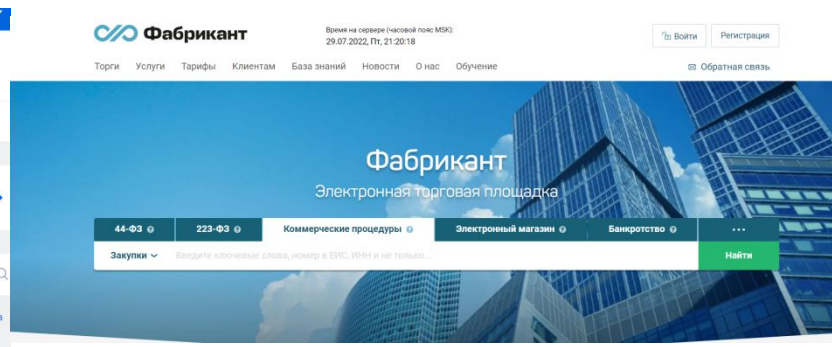 Фабрикант
Время на сервере (часовой пояс MSK):
29.07.2022, Пт, 21:20:18
Войти
Регистрация
Торги Услуги Тарифы Клиентам База знаний Новости О нас Обучение
Обратная связь
Фабрикант
Электронная торговая площадка
44-ФЗ
223-ФЗ
Коммерческие процедуры
Электронный магазин
Банкротство
...
Закупки
Введите ключевые слова, номер в ЕИС, ИНН и не только...
Найти